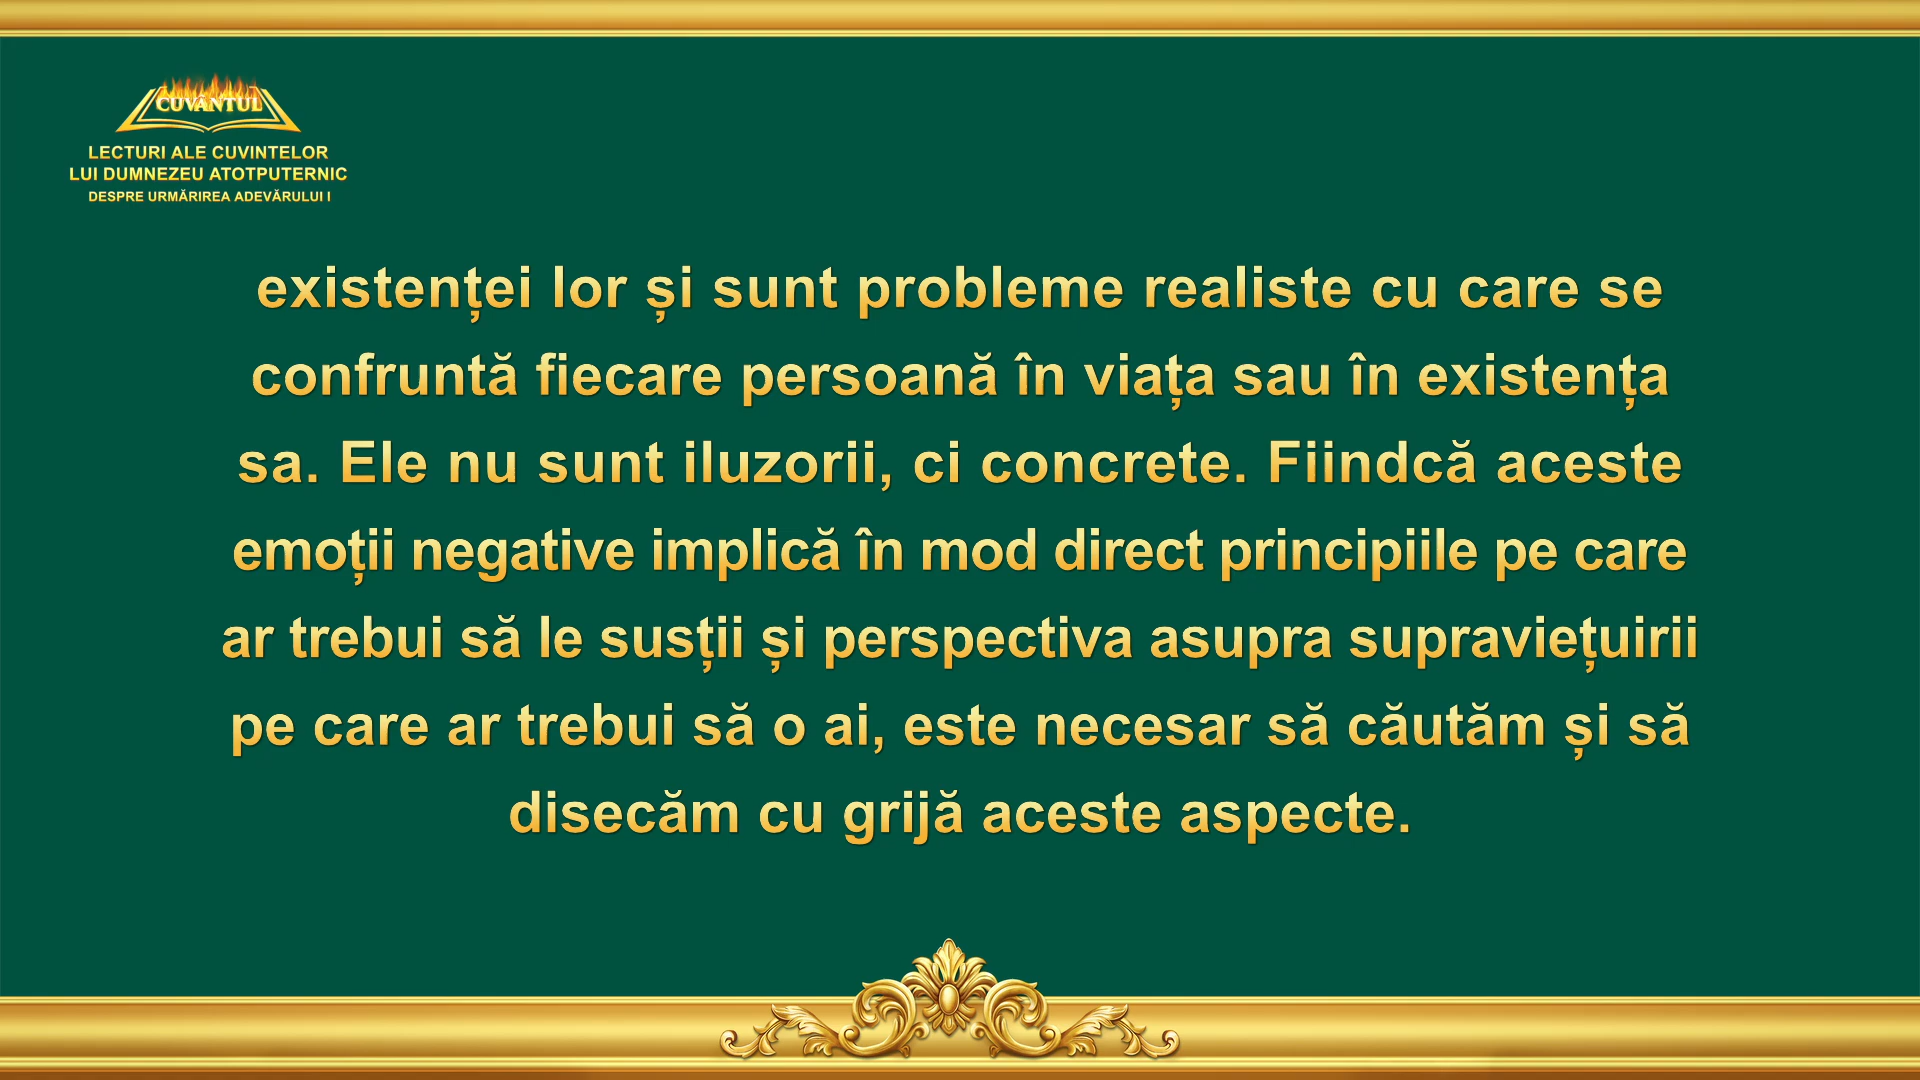 CUVÂNTUL
LECTURI ALE CUVINTELOR
LUI DUMNEZEU ATOTPUTERNIC
DESPRE URMĂRIREA ADEVĂRULUI I
existenței lor și sunt probleme realiste cu care se
confruntă fiecare persoană în viața sau în existența
sa. Ele nu sunt iluzorii, ci concrete. Fiindcă aceste
emoții negative implică în mod direct principiile pe care
ar trebui să le susții și perspectiva asupra supraviețuirii
pe care ar trebui să o ai, este necesar să căutăm și să
disecăm cu grijă aceste aspecte.